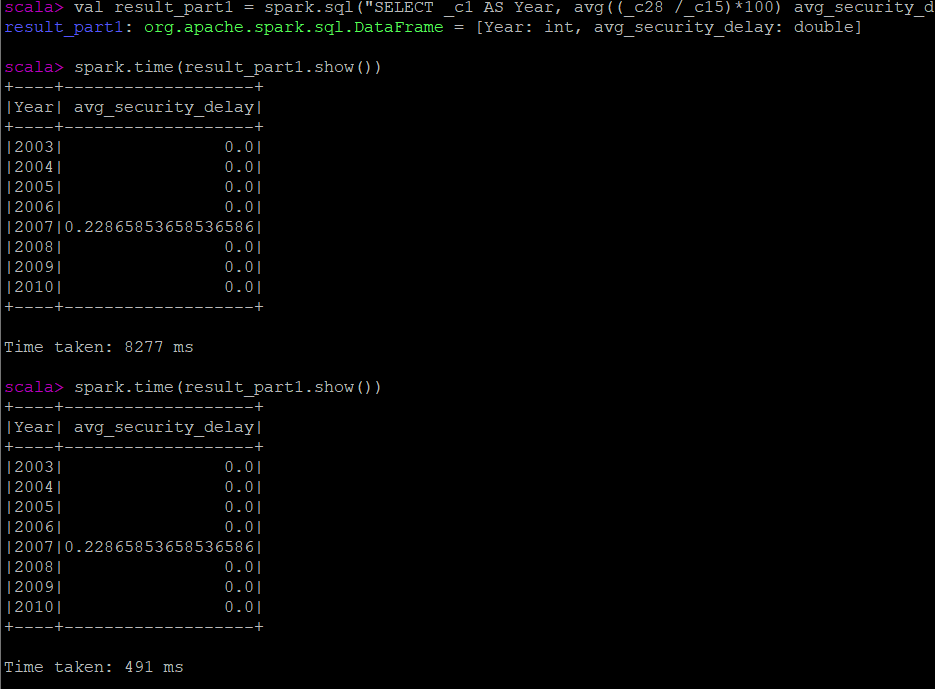 scala> val result_part1 = spark.sql("SELECT _c1 AS Year, avg((_c28 /_c15)*100) avg_security_d
result_part1: org.apache.spark.sql.DataFrame = [Year: int, avg_security_delay: double]

scala> spark.time(result_part1.show())
+----+-------------------+
|Year| avg_security_delay|
+----+-------------------+
|2003|                0.0|
|2004|                0.0|
|2005|                0.0|
|2006|                0.0|
|2007|0.22865853658536586|
|2008|                0.0|
|2009|                0.0|
|2010|                0.0|
+----+-------------------+

Time taken: 8277 ms

scala> spark.time(result_part1.show())
+----+-------------------+
|Year| avg_security_delay|
+----+-------------------+
|2003|                0.0|
|2004|                0.0|
|2005|                0.0|
|2006|                0.0|
|2007|0.22865853658536586|
|2008|                0.0|
|2009|                0.0|
|2010|                0.0|
+----+-------------------+

Time taken: 491 ms